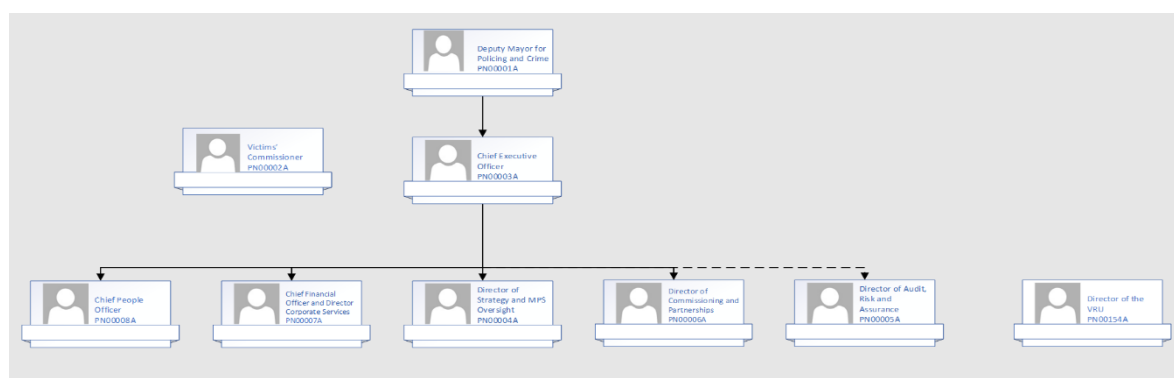 Deputy Mayor for
Policing and Crime
PN00001A
Victims'
Commissioner
PN00002A
Chief Executive
Officer
PN00003A
Chief People
Officer
PN00008A
Chief Financial
Officer and Director
Corporate Services
PN00007A
Director of
Strategy and MPS
Oversight
PN00004A
Director of
Commissioning and
Partnerships
PN00006A
Director of Audit,
Risk and
Assurance
PN00005A
Director of the
VRU
PN00154A